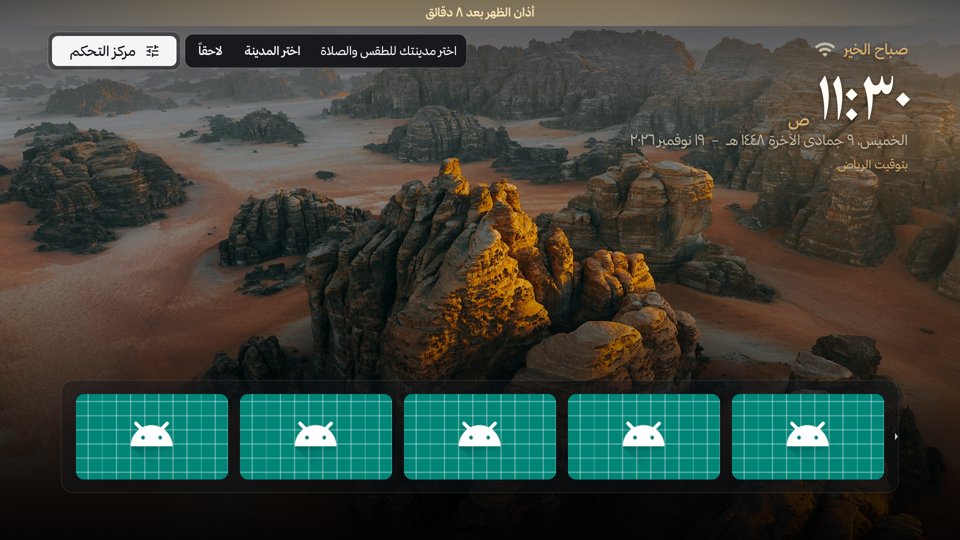 أذان الظهر بعد ٨ دقائق
صباح الخير
١١:٣٠ ص
الخميس، ٩ جمادى الآخرة ١٤٤٨ هـ – ١٩ نوفمبر ٢٠٢٦
بتوقيت الرياض
اختر مدينتك للطقس والصلاة اختر المدينة لاحقاً
مركز التحكم